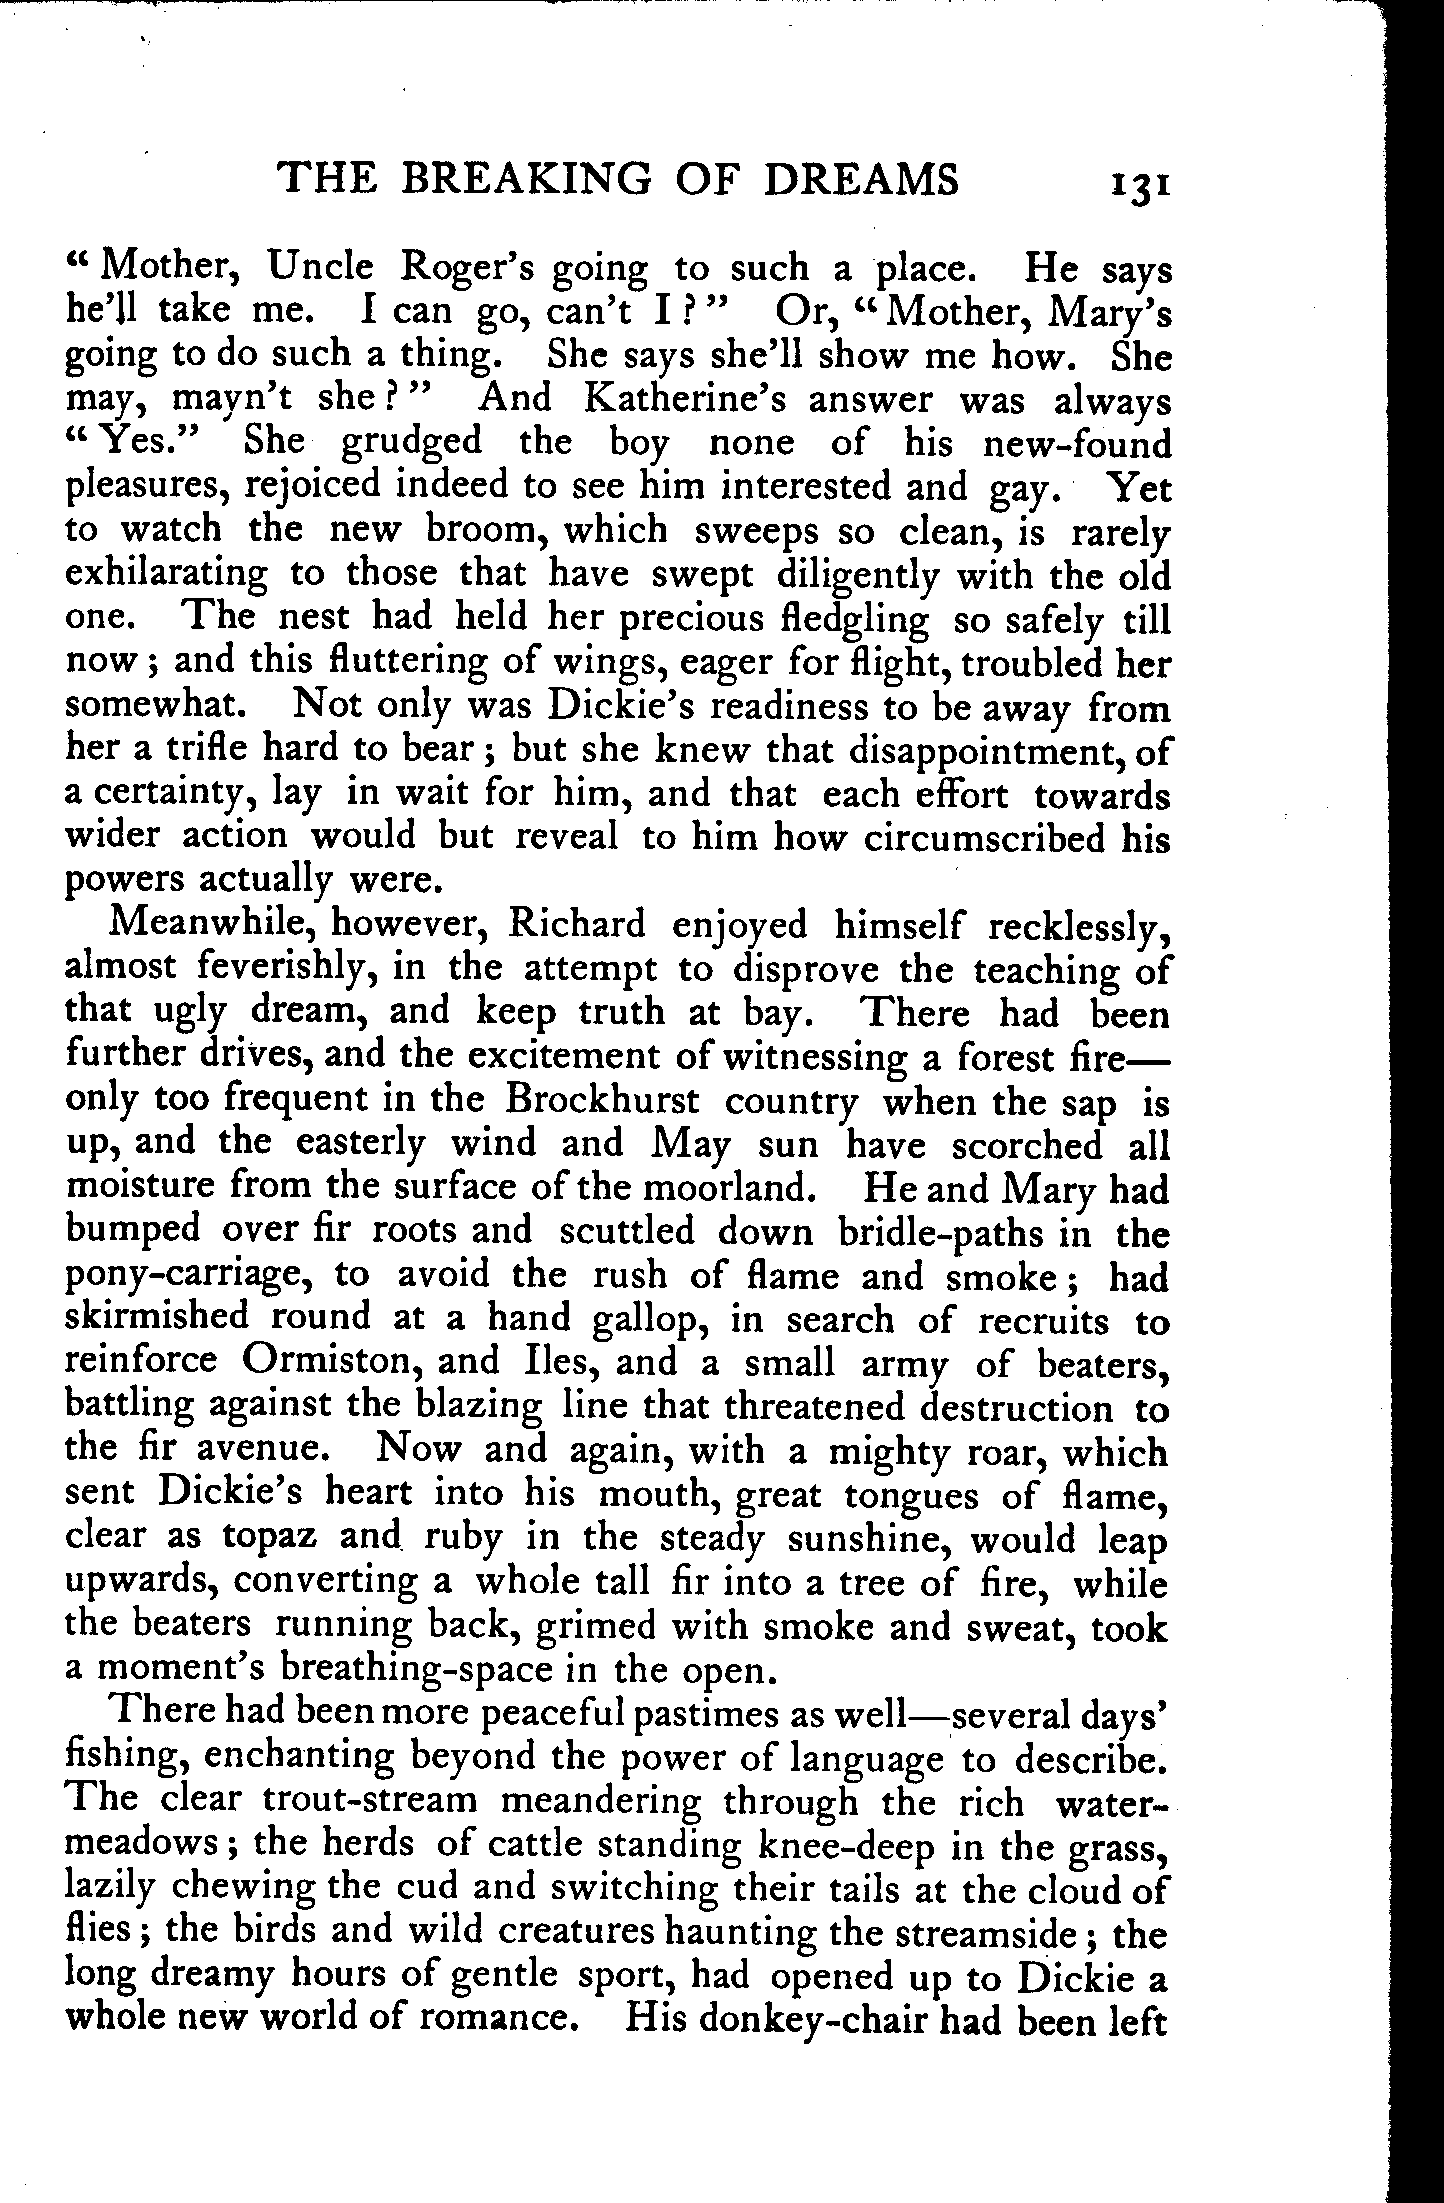 THE BREAKING OF DREAMS 131
“ Mother, Uncle Roger’s going to such a place. He says
he’ll take me. I can go, can’t I ? ” Or, “ Mother, Mary’s
going to do such a thing. She says she’ll show me how. She
may, mayn’t she ? ” And Katherine’s answer was always
“ Yes.” She grudged the boy none of his new-found
pleasures, rejoiced indeed to see him interested and gay. Yet
to watch the new broom, which sweeps so clean, is rarely
exhilarating to those that have swept diligently with the old
one. The nest had held her precious fledgling so safely till
now ; and this fluttering of wings, eager for flight, troubled her
somewhat. Not only was Dickie’s readiness to be away from
her a trifle hard to bear ; but she knew that disappointment, of
a certainty, lay in wait for him, and that each effort towards
wider action would but reveal to him how circumscribed his
powers actually were.
Meanwhile, however, Richard enjoyed himself recklessly,
almost feverishly, in the attempt to disprove the teaching of
that ugly dream, and keep truth at bay. There had been
further drives, and the excitement of witnessing a forest fire—
only too frequent in the Brockhurst country when the sap is
up, and the easterly wind and May sun have scorched all
moisture from the surface of the moorland. He and Mary had
bumped over fir roots and scuttled down bridle-paths in the
pony-carriage, to avoid the rush of flame and smoke ; had
skirmished round at a hand gallop, in search of recruits to
reinforce Ormiston, and Iles, and a small army of beaters,
battling against the blazing line that threatened destruction to
the fir avenue. Now and again, with a mighty roar, which
sent Dickie’s heart into his mouth, great tongues of flame,
clear as topaz and ruby in the steady sunshine, would leap
upwards, converting a whole tall fir into a tree of fire, while
the beaters running back, grimed with smoke and sweat, took
a moment’s breathing-space in the open.
There had been more peaceful pastimes as well—several days’
fishing, enchanting beyond the power of language to describe.
The clear trout-stream meandering through the rich water-
meadows ; the herds of cattle standing knee-deep in the grass,
lazily chewing the cud and switching their tails at the cloud of
flies ; the birds and wild creatures haunting the streamside ; the
long dreamy hours of gentle sport, had opened up to Dickie a
whole new world of romance. His donkey-chair had been left